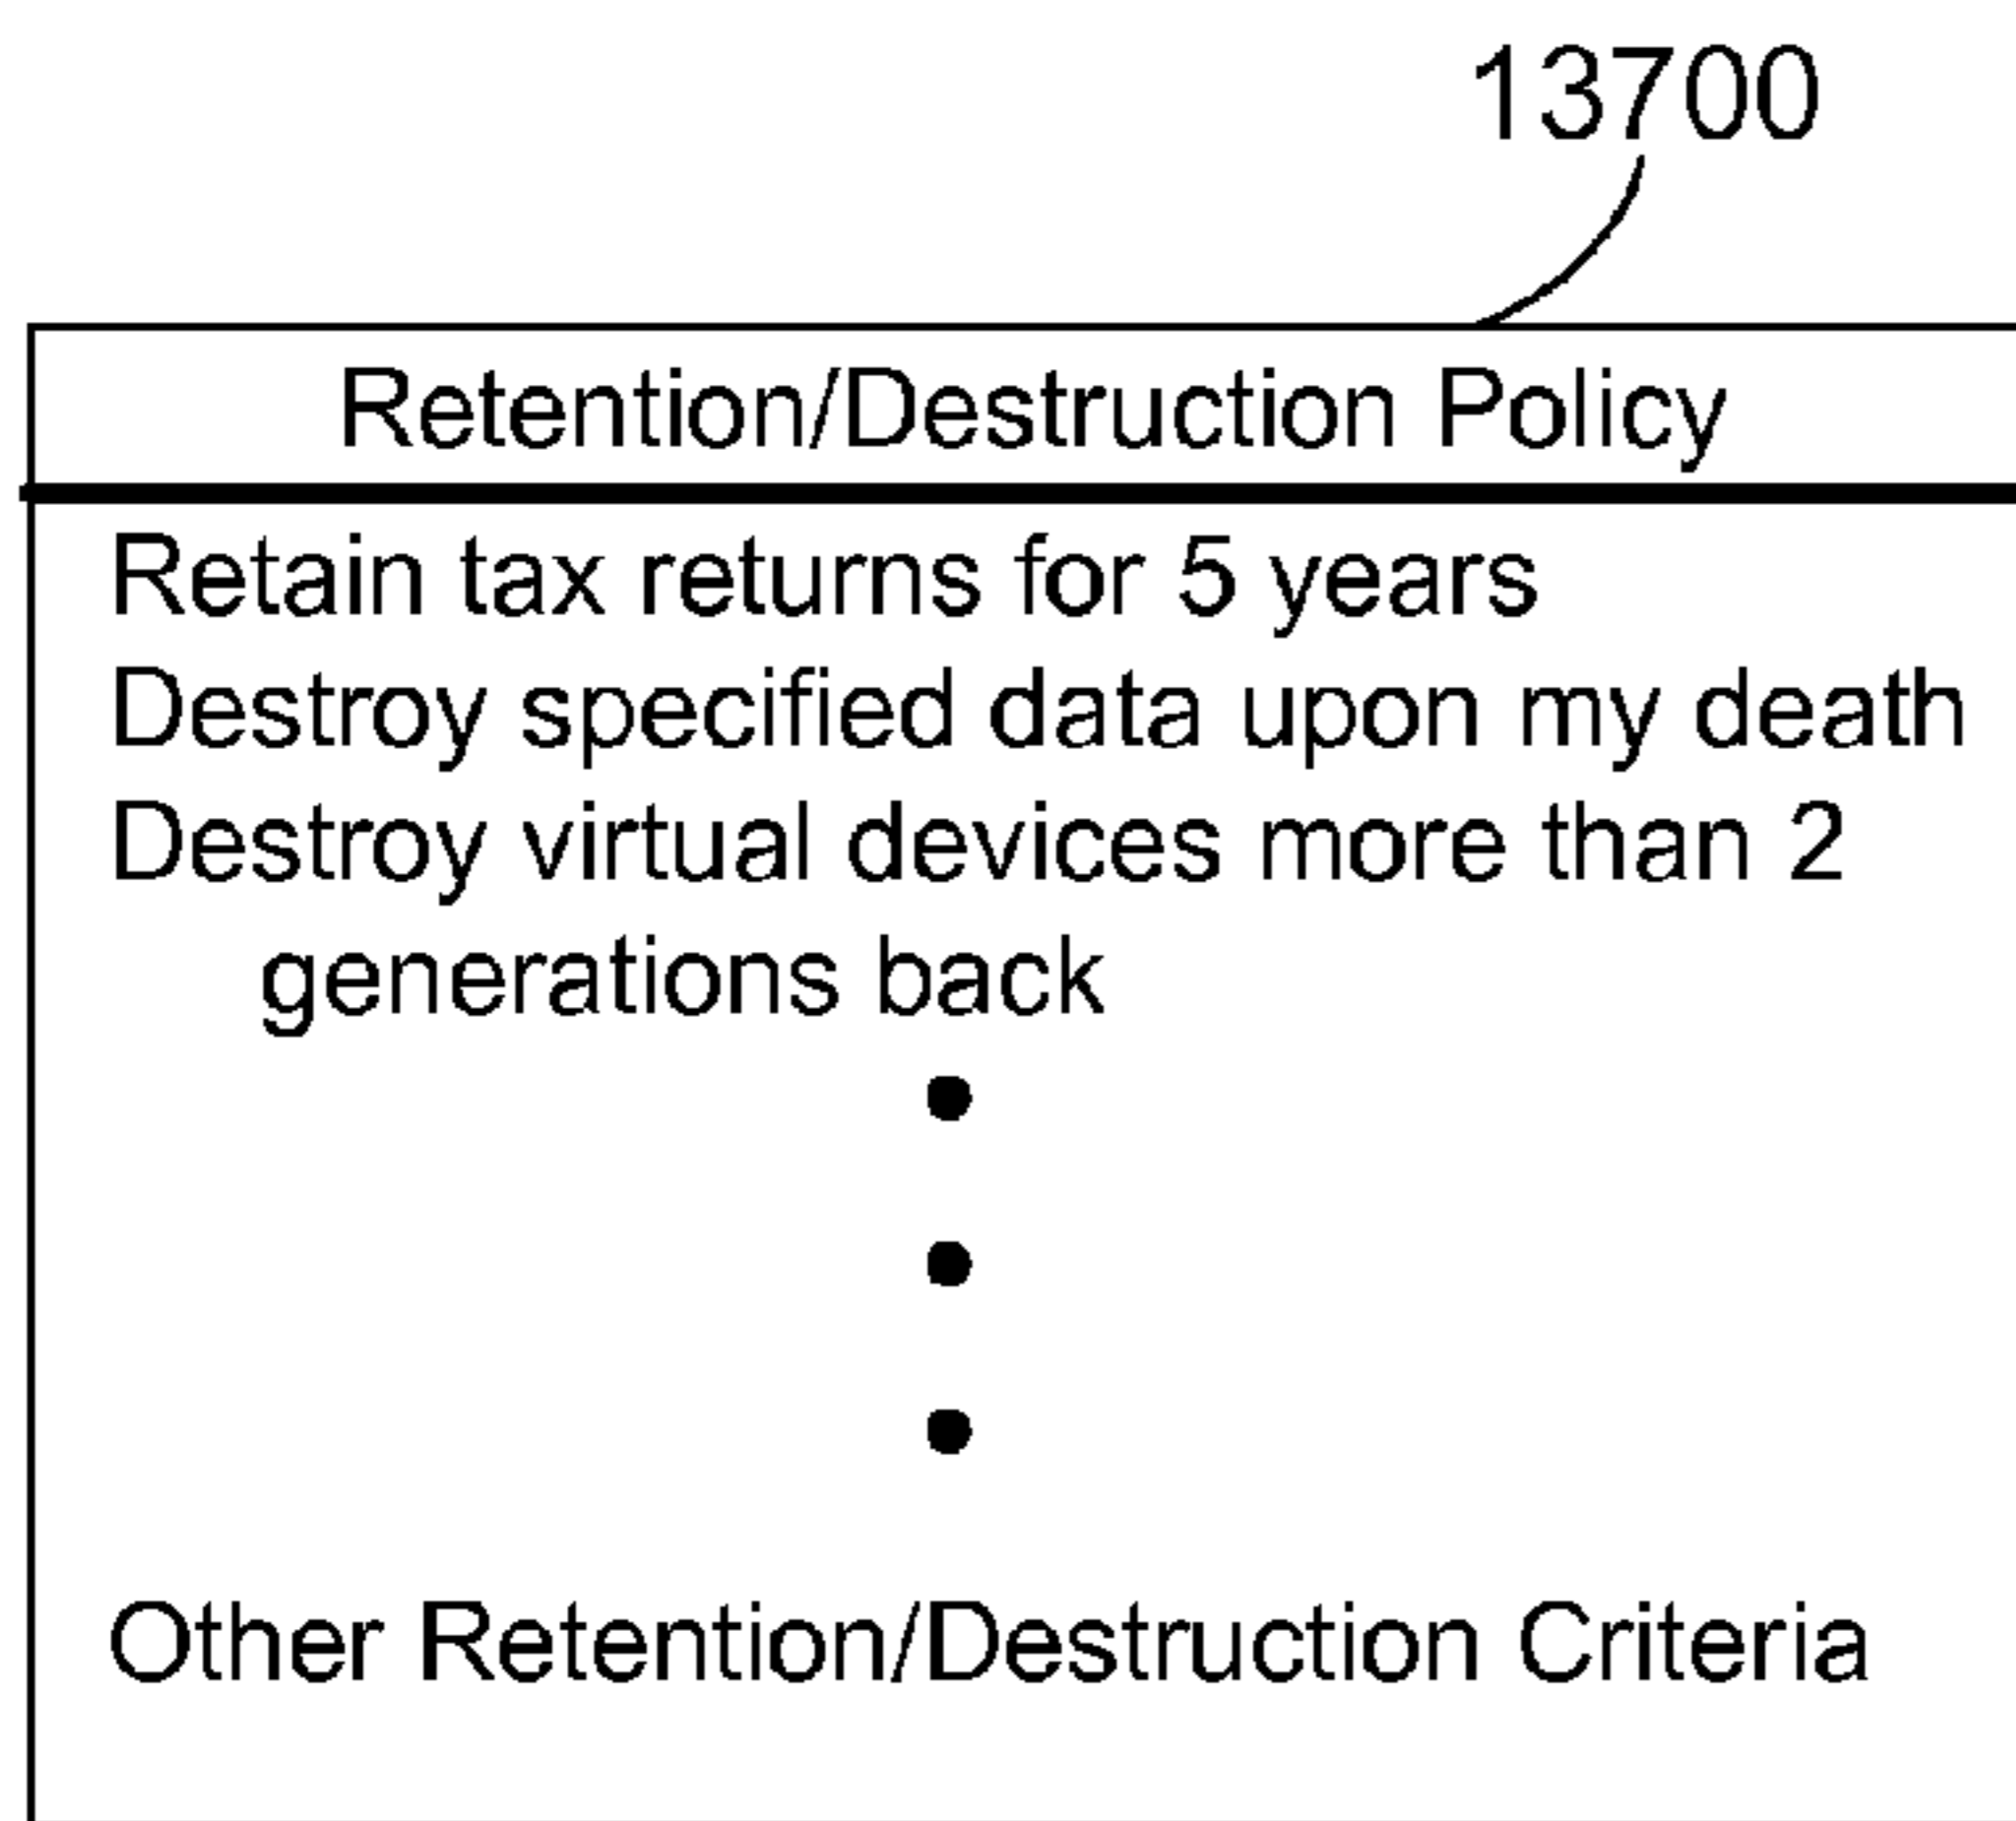 13700
Retention/Destruction Policy
Retain tax returns for 5 years
Destroy specified data upon my death
Destroy virtual devices more than 2
generations back
Other Retention/Destruction Criteria